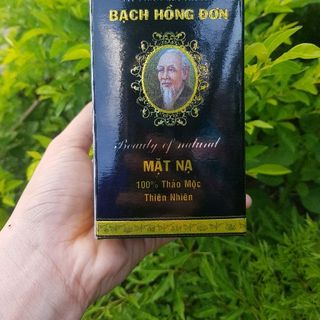 BẠCH HỒNG ĐƠN
Beauty of natural
MẶT NẠ
100% Thảo Mộc
Thiên Nhiên